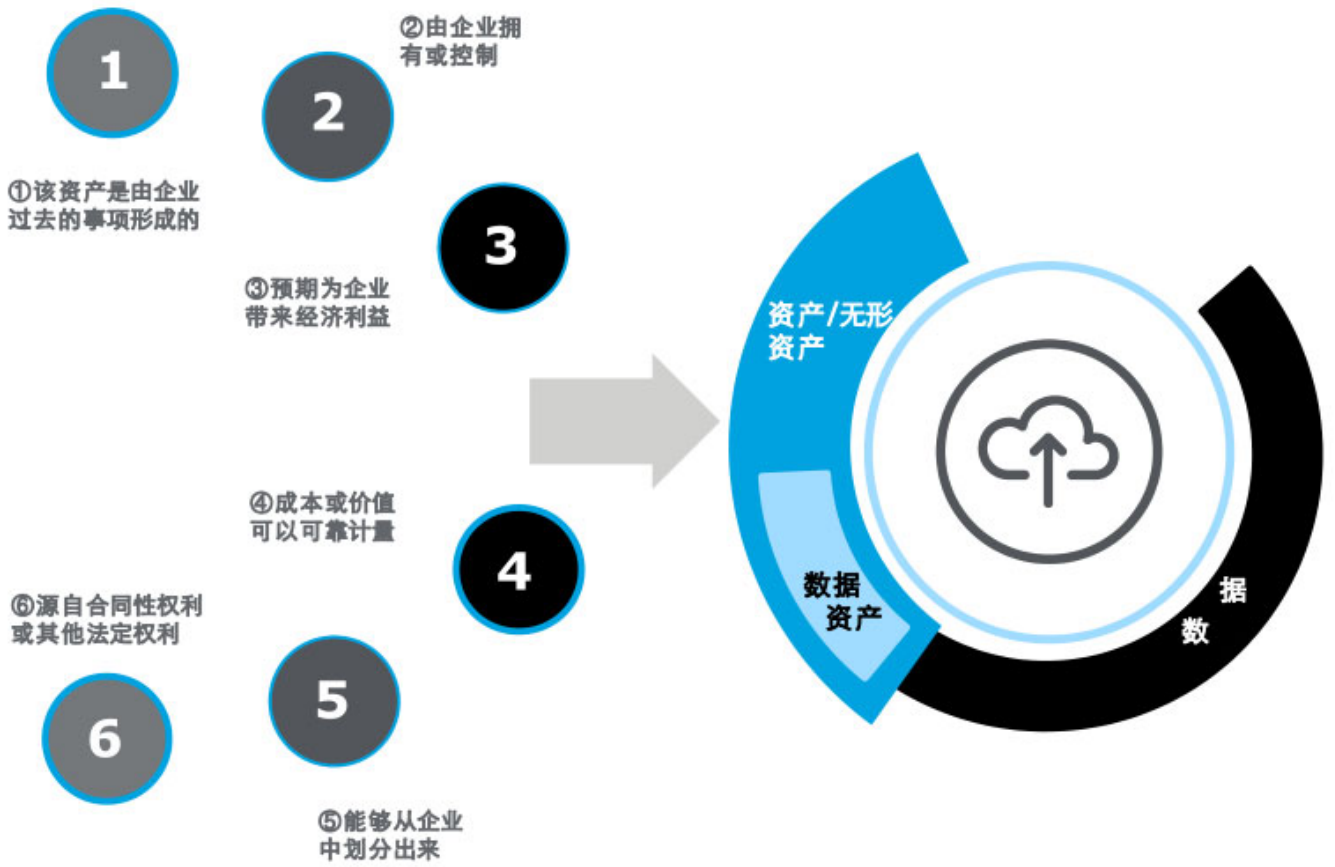 1
①该资产是由企业
过去的事项形成的
2
②由企业拥
有或控制
3
③预期为企业
带来经济利益
④成本或价值
可以可靠计量
4
5
⑤能够从企业
中划分出来
⑥源自合同性权利
或其他法定权利
6
资产/无形
资产
数据
资产
数据